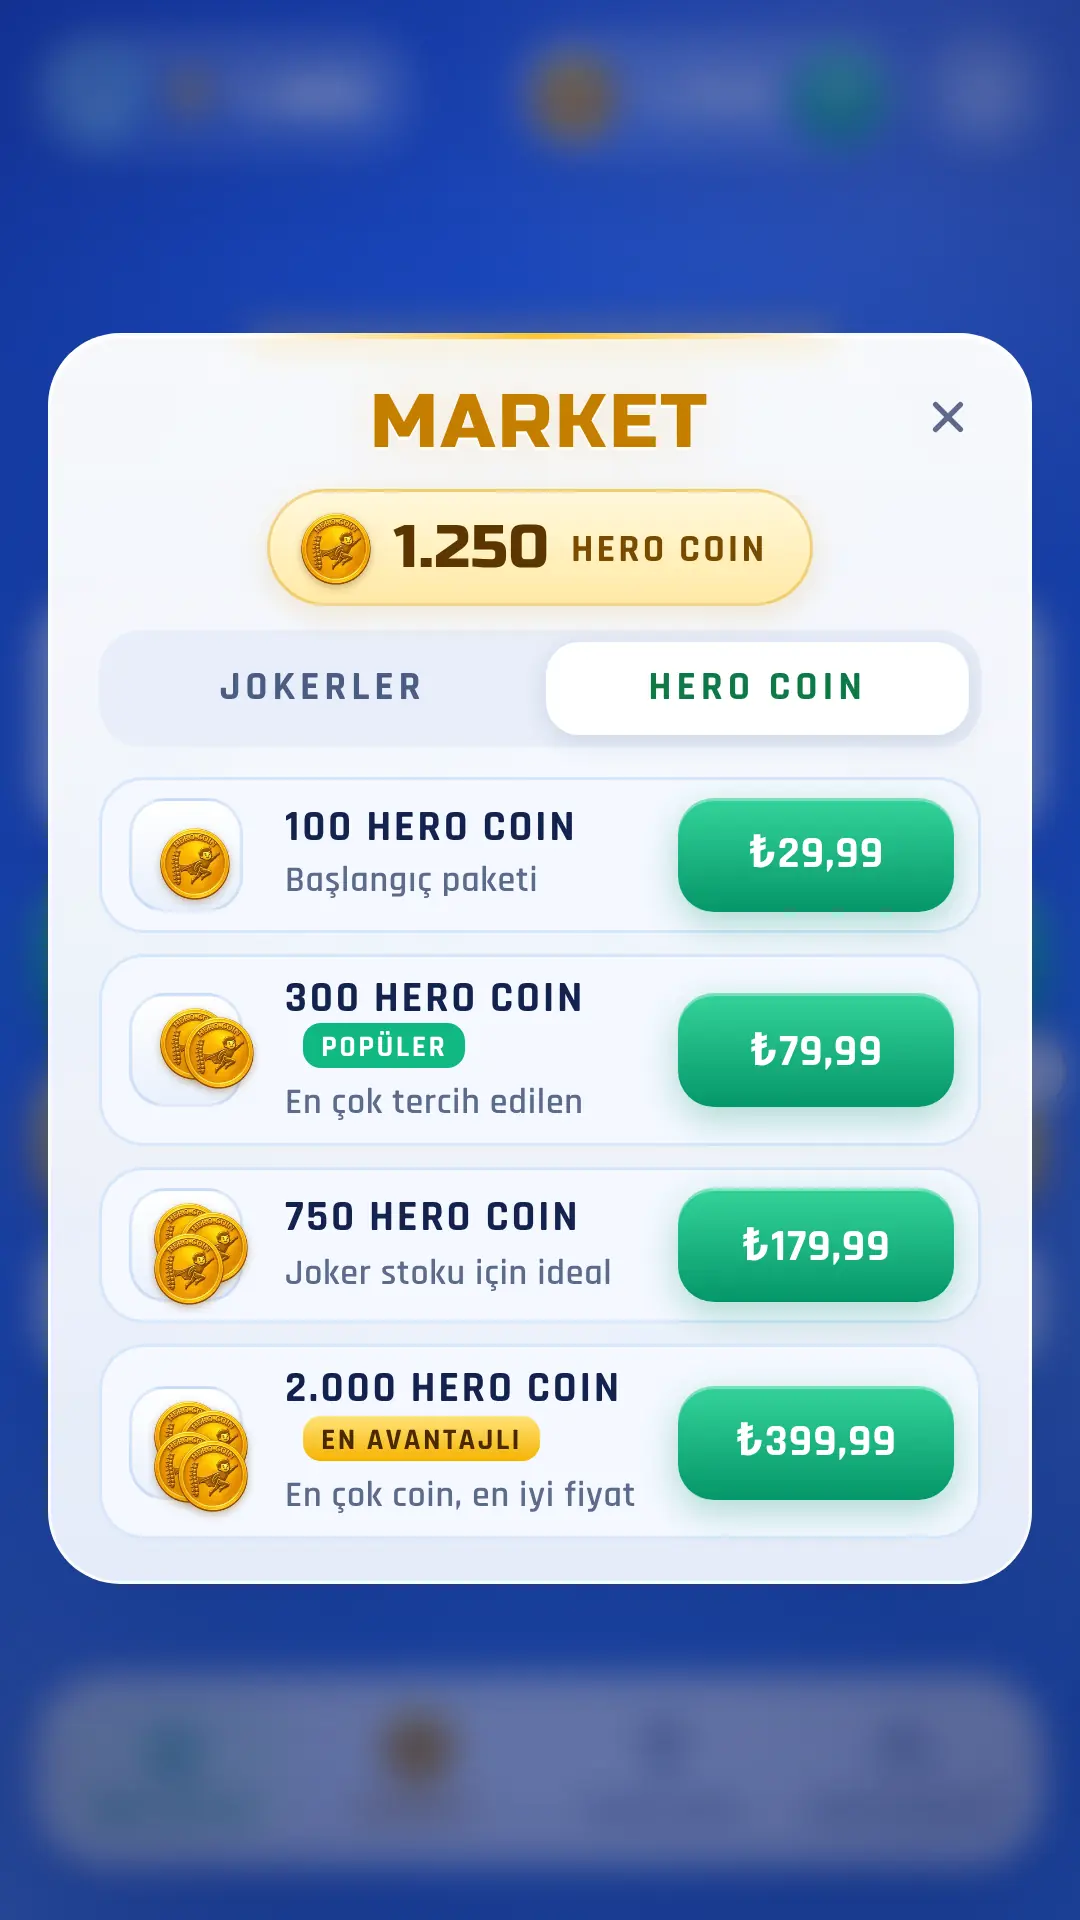 MARKET
1.250 HERO COIN
JOKERLER
HERO COIN
100 HERO COIN
Başlangıç paketi
₺29,99
300 HERO COIN
POPÜLER
En çok tercih edilen
₺79,99
750 HERO COIN
Joker stoku için ideal
₺179,99
2.000 HERO COIN
EN AVANTAJLI
En çok coin, en iyi fiyat
₺399,99